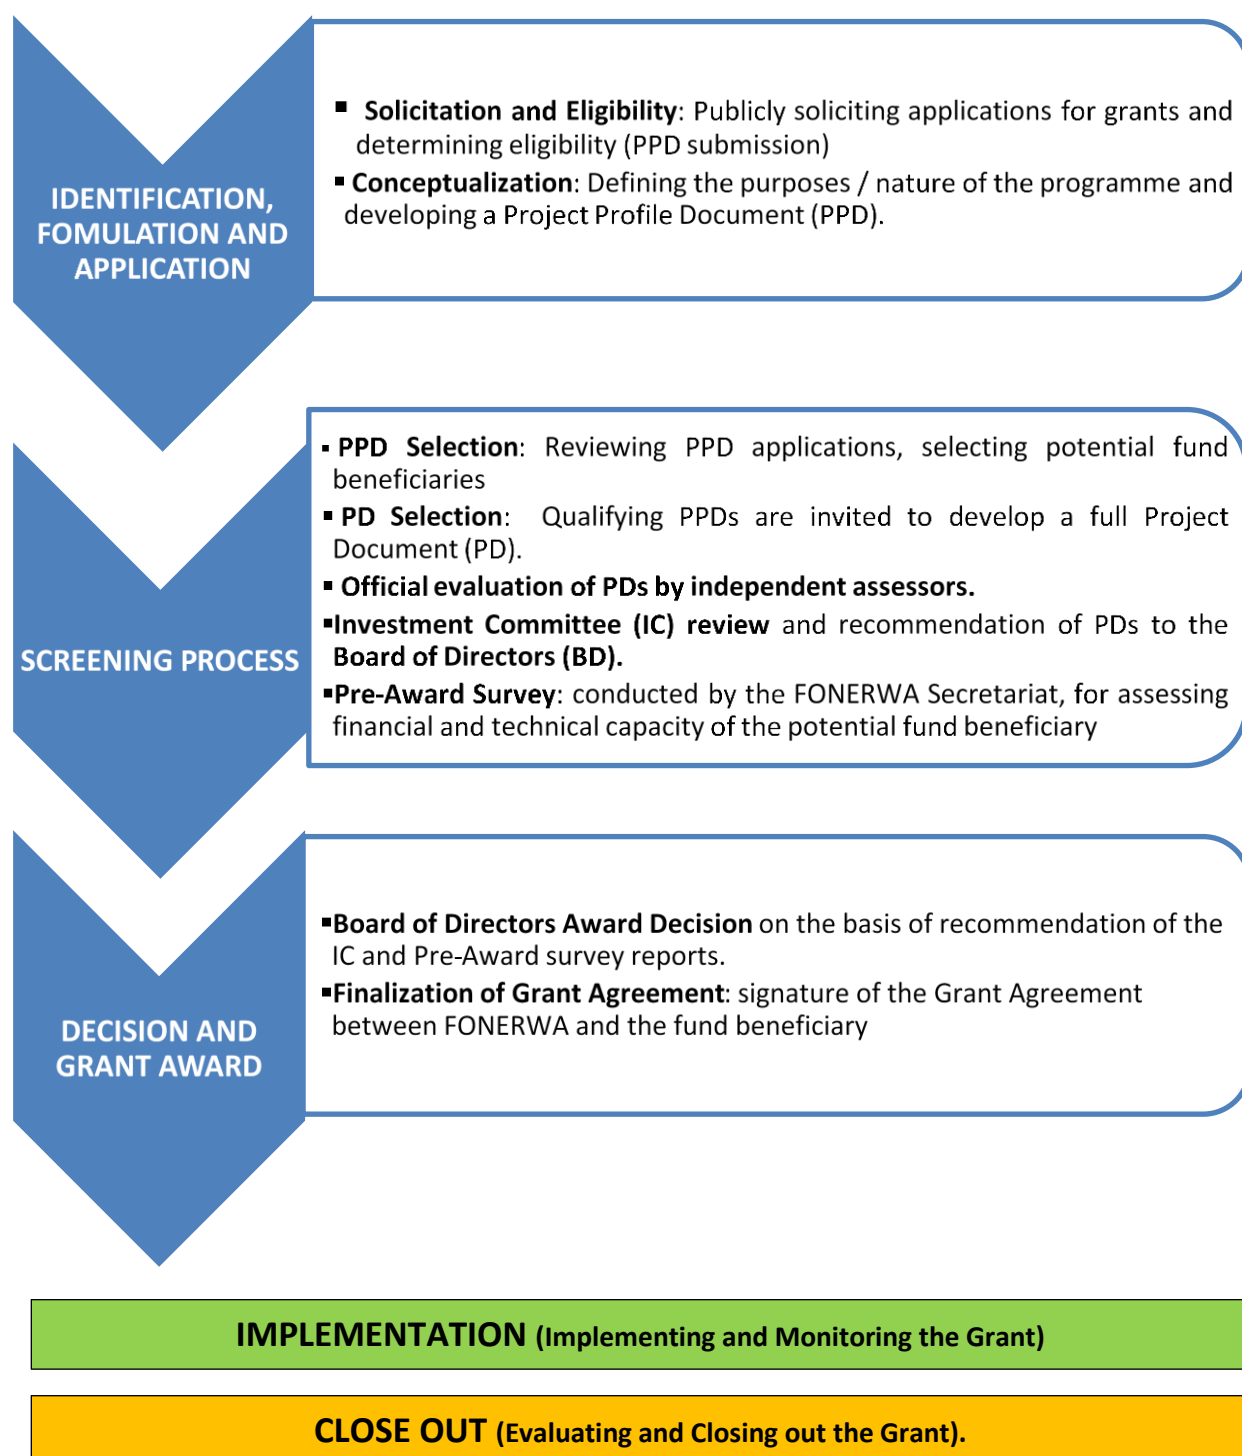 IDENTIFICATION,
FOMULATION AND
APPLICATION
▪ Solicitation and Eligibility: Publicly soliciting applications for grants and
determining eligibility (PPD submission)
▪ Conceptualization: Defining the purposes / nature of the programme and
developing a Project Profile Document (PPD).
SCREENING PROCESS
▪ PPD Selection: Reviewing PPD applications, selecting potential fund
beneficiaries
▪ PD Selection: Qualifying PPDs are invited to develop a full Project
Document (PD).
▪ Official evaluation of PDs by independent assessors.
▪Investment Committee (IC) review and recommendation of PDs to the
Board of Directors (BD).
▪Pre-Award Survey: conducted by the FONERWA Secretariat, for assessing
financial and technical capacity of the potential fund beneficiary
DECISION AND
GRANT AWARD
▪Board of Directors Award Decision on the basis of recommendation of the
IC and Pre-Award survey reports.
▪Finalization of Grant Agreement: signature of the Grant Agreement
between FONERWA and the fund beneficiary
IMPLEMENTATION (Implementing and Monitoring the Grant)
CLOSE OUT (Evaluating and Closing out the Grant).